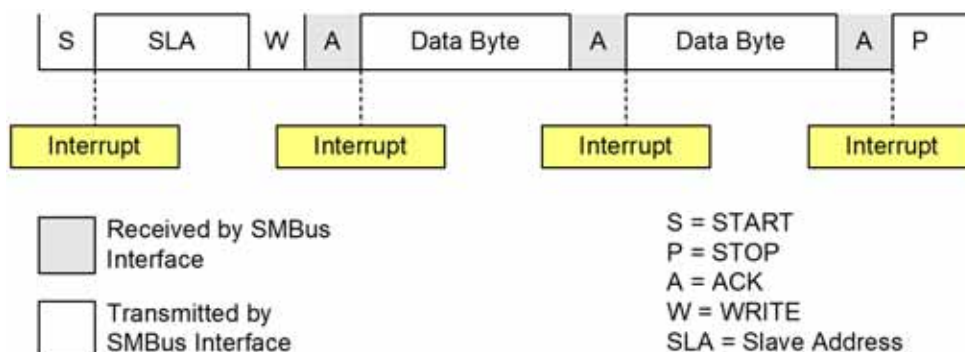 S SLA W A Data Byte A Data Byte A P
Interrupt Interrupt Interrupt Interrupt
Received by SMBus
Interface
Transmitted by
SMBus Interface
S = START
P = STOP
A = ACK
W = WRITE
SLA = Slave Address